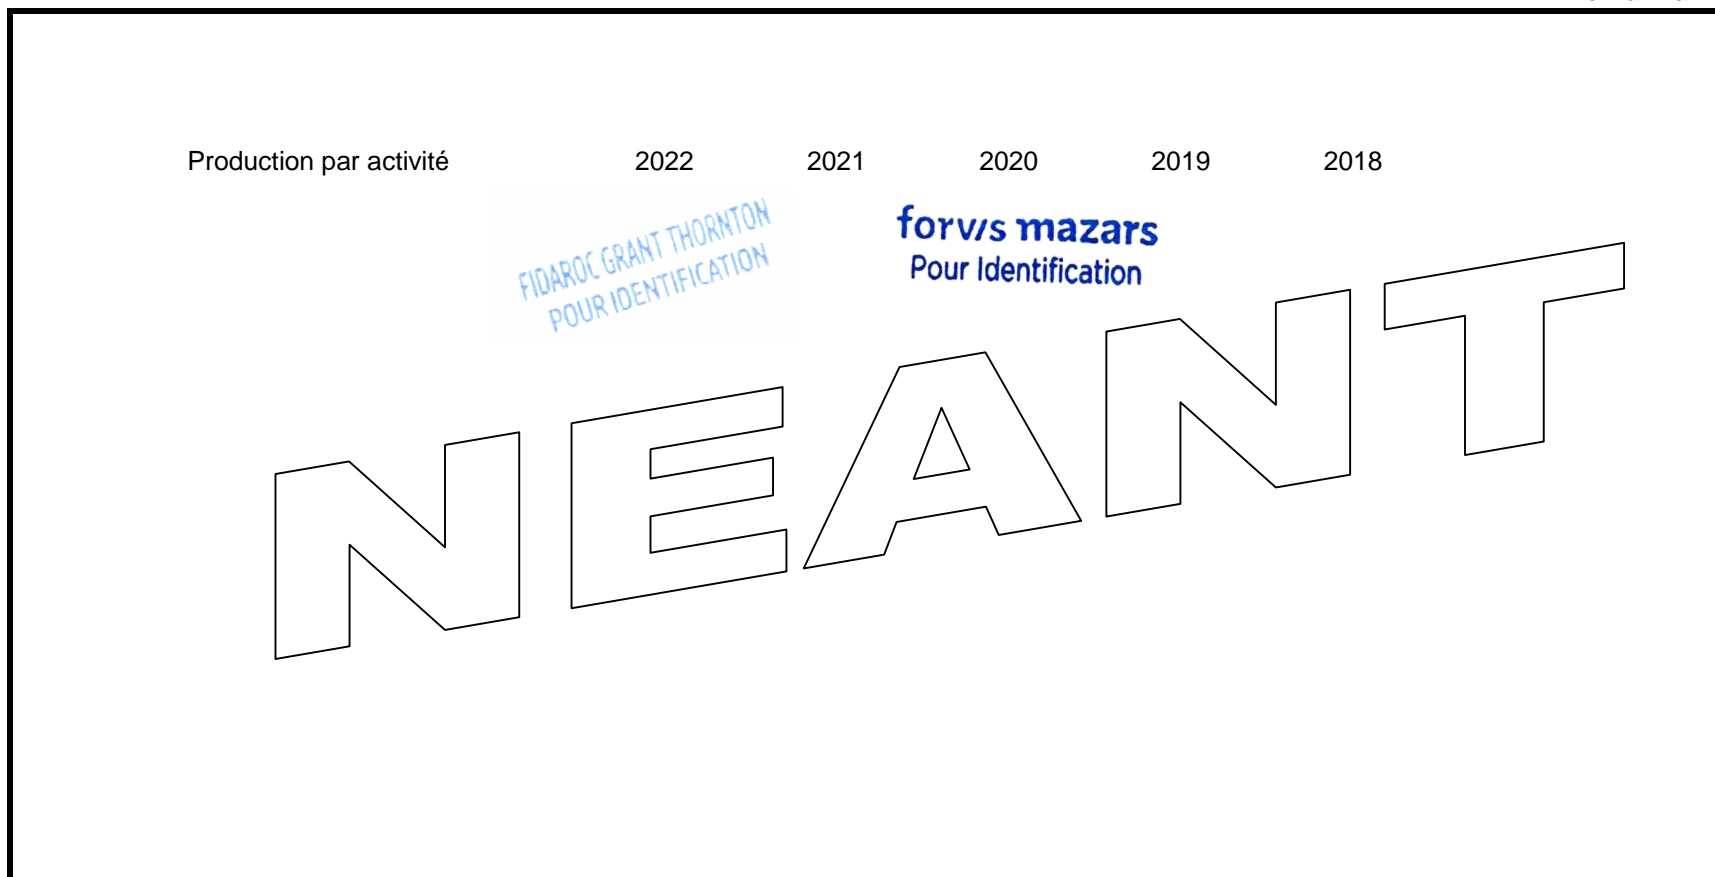 Production par activité 2022 2021 2020 2019 2018
FIDAROC GRANT THORNTON
POUR IDENTIFICATION
forvis mazars
Pour Identification
NEANT